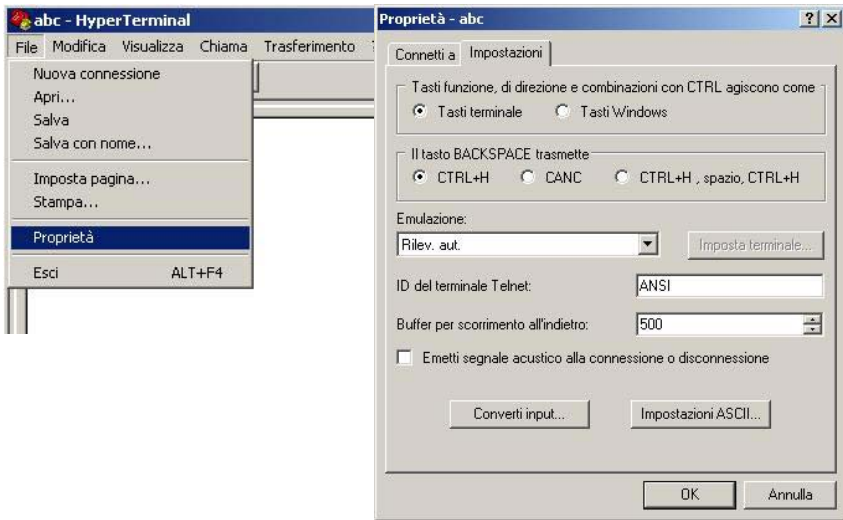 abc - HyperTerminal
File Modifica Visualizza Chiama Trasferimento
Nuova connessione
Apri...
Salva
Salva con nome...
Imposta pagina...
Stampa...
Proprietà
Esci ALT+F4
Proprietà - abc
Connetti a Impostazioni
Tasti funzione, di direzione e combinazioni con CTRL agiscono come
Tasti terminale Tasti Windows
Il tasto BACKSPACE trasmette
CTRL+H CANC CTRL+H , spazio, CTRL+H
Emulazione:
Rilev. aut. Imposta terminale...
ID del terminale Telnet: ANSI
Buffer per scorrimento all'indietro: 500
Emetti segnale acustico alla connessione o disconnessione
Converti input... Impostazioni ASCII...
OK Annulla